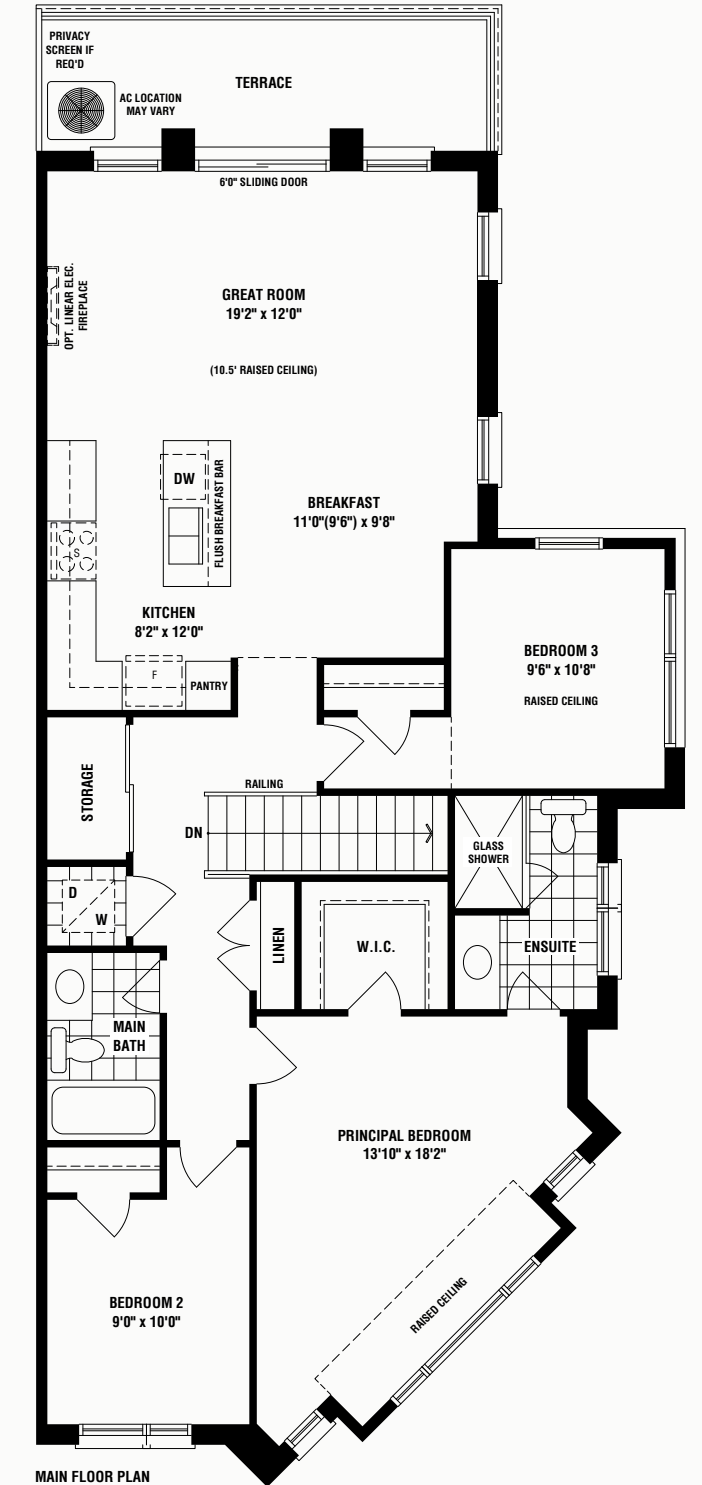 PRIVACY
SCREEN IF
REQ'D
TERRACE
AC LOCATION
MAY VARY
6'0" SLIDING DOOR
OPT. LINEAR ELEC.
FIREPLACE
GREAT ROOM
19'2" x 12'0"
(10.5' RAISED CEILING)
DW
FLUSH BREAKFAST BAR
BREAKFAST
11'0"(9'6") x 9'8"
S
KITCHEN
8'2" x 12'0"
F
PANTRY
BEDROOM 3
9'6" x 10'8"
RAISED CEILING
STORAGE
RAILING
DN
GLASS
SHOWER
D
W
LINEN
W.I.C.
ENSUITE
MAIN
BATH
PRINCIPAL BEDROOM
13'10" x 18'2"
RAISED CEILING
BEDROOM 2
9'0" x 10'0"
MAIN FLOOR PLAN